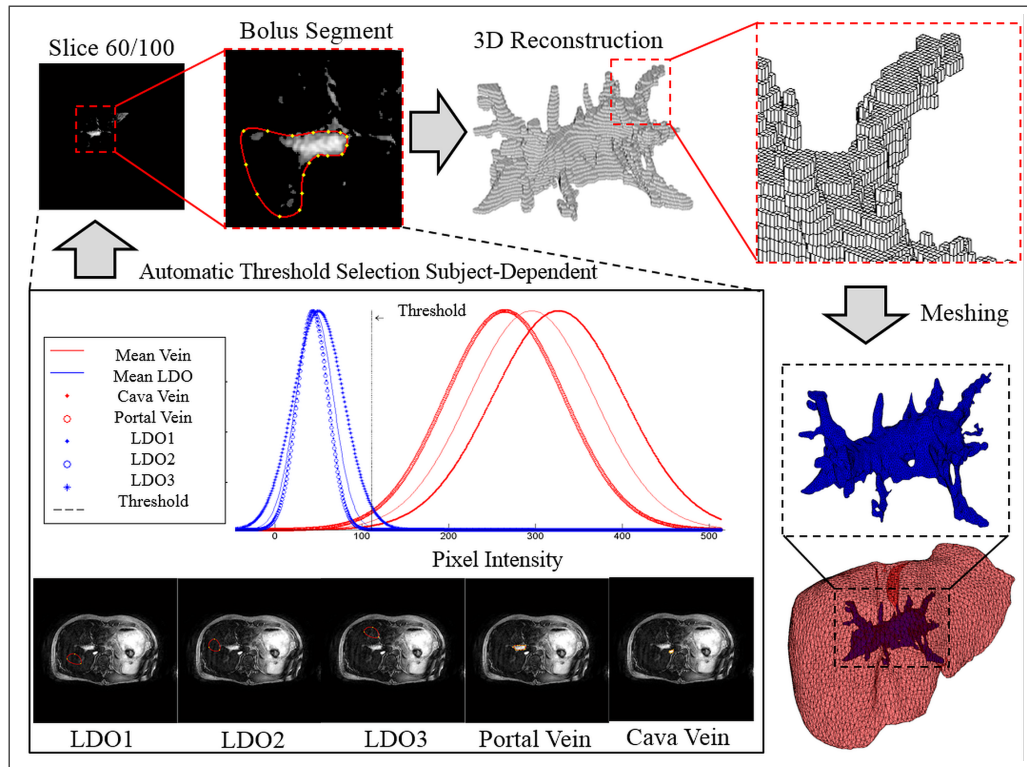 Slice 60/100
Bolus Segment
3D Reconstruction
Automatic Threshold Selection Subject-Dependent
Meshing
Threshold
Mean Vein
Mean LDO
Cava Vein
Portal Vein
LDO1
LDO2
LDO3
Threshold
0 100 200 300 400 500
Pixel Intensity
LDO1 LDO2 LDO3 Portal Vein Cava Vein